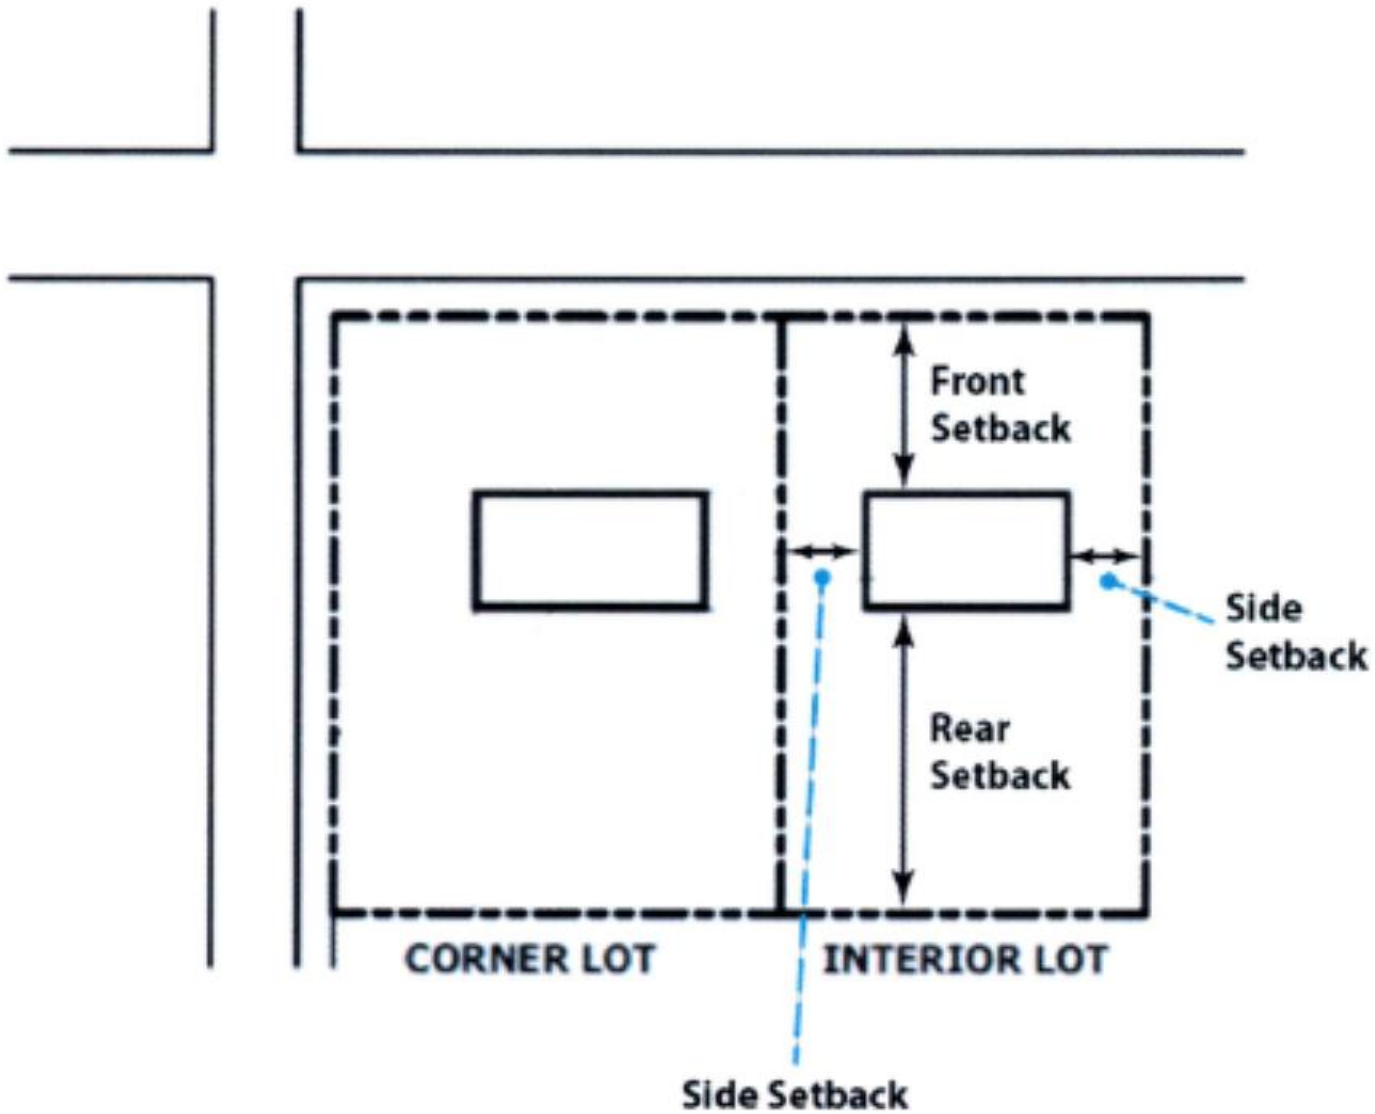 Front
Setback
Side
Setback
Rear
Setback
CORNER LOT
INTERIOR LOT
Side Setback